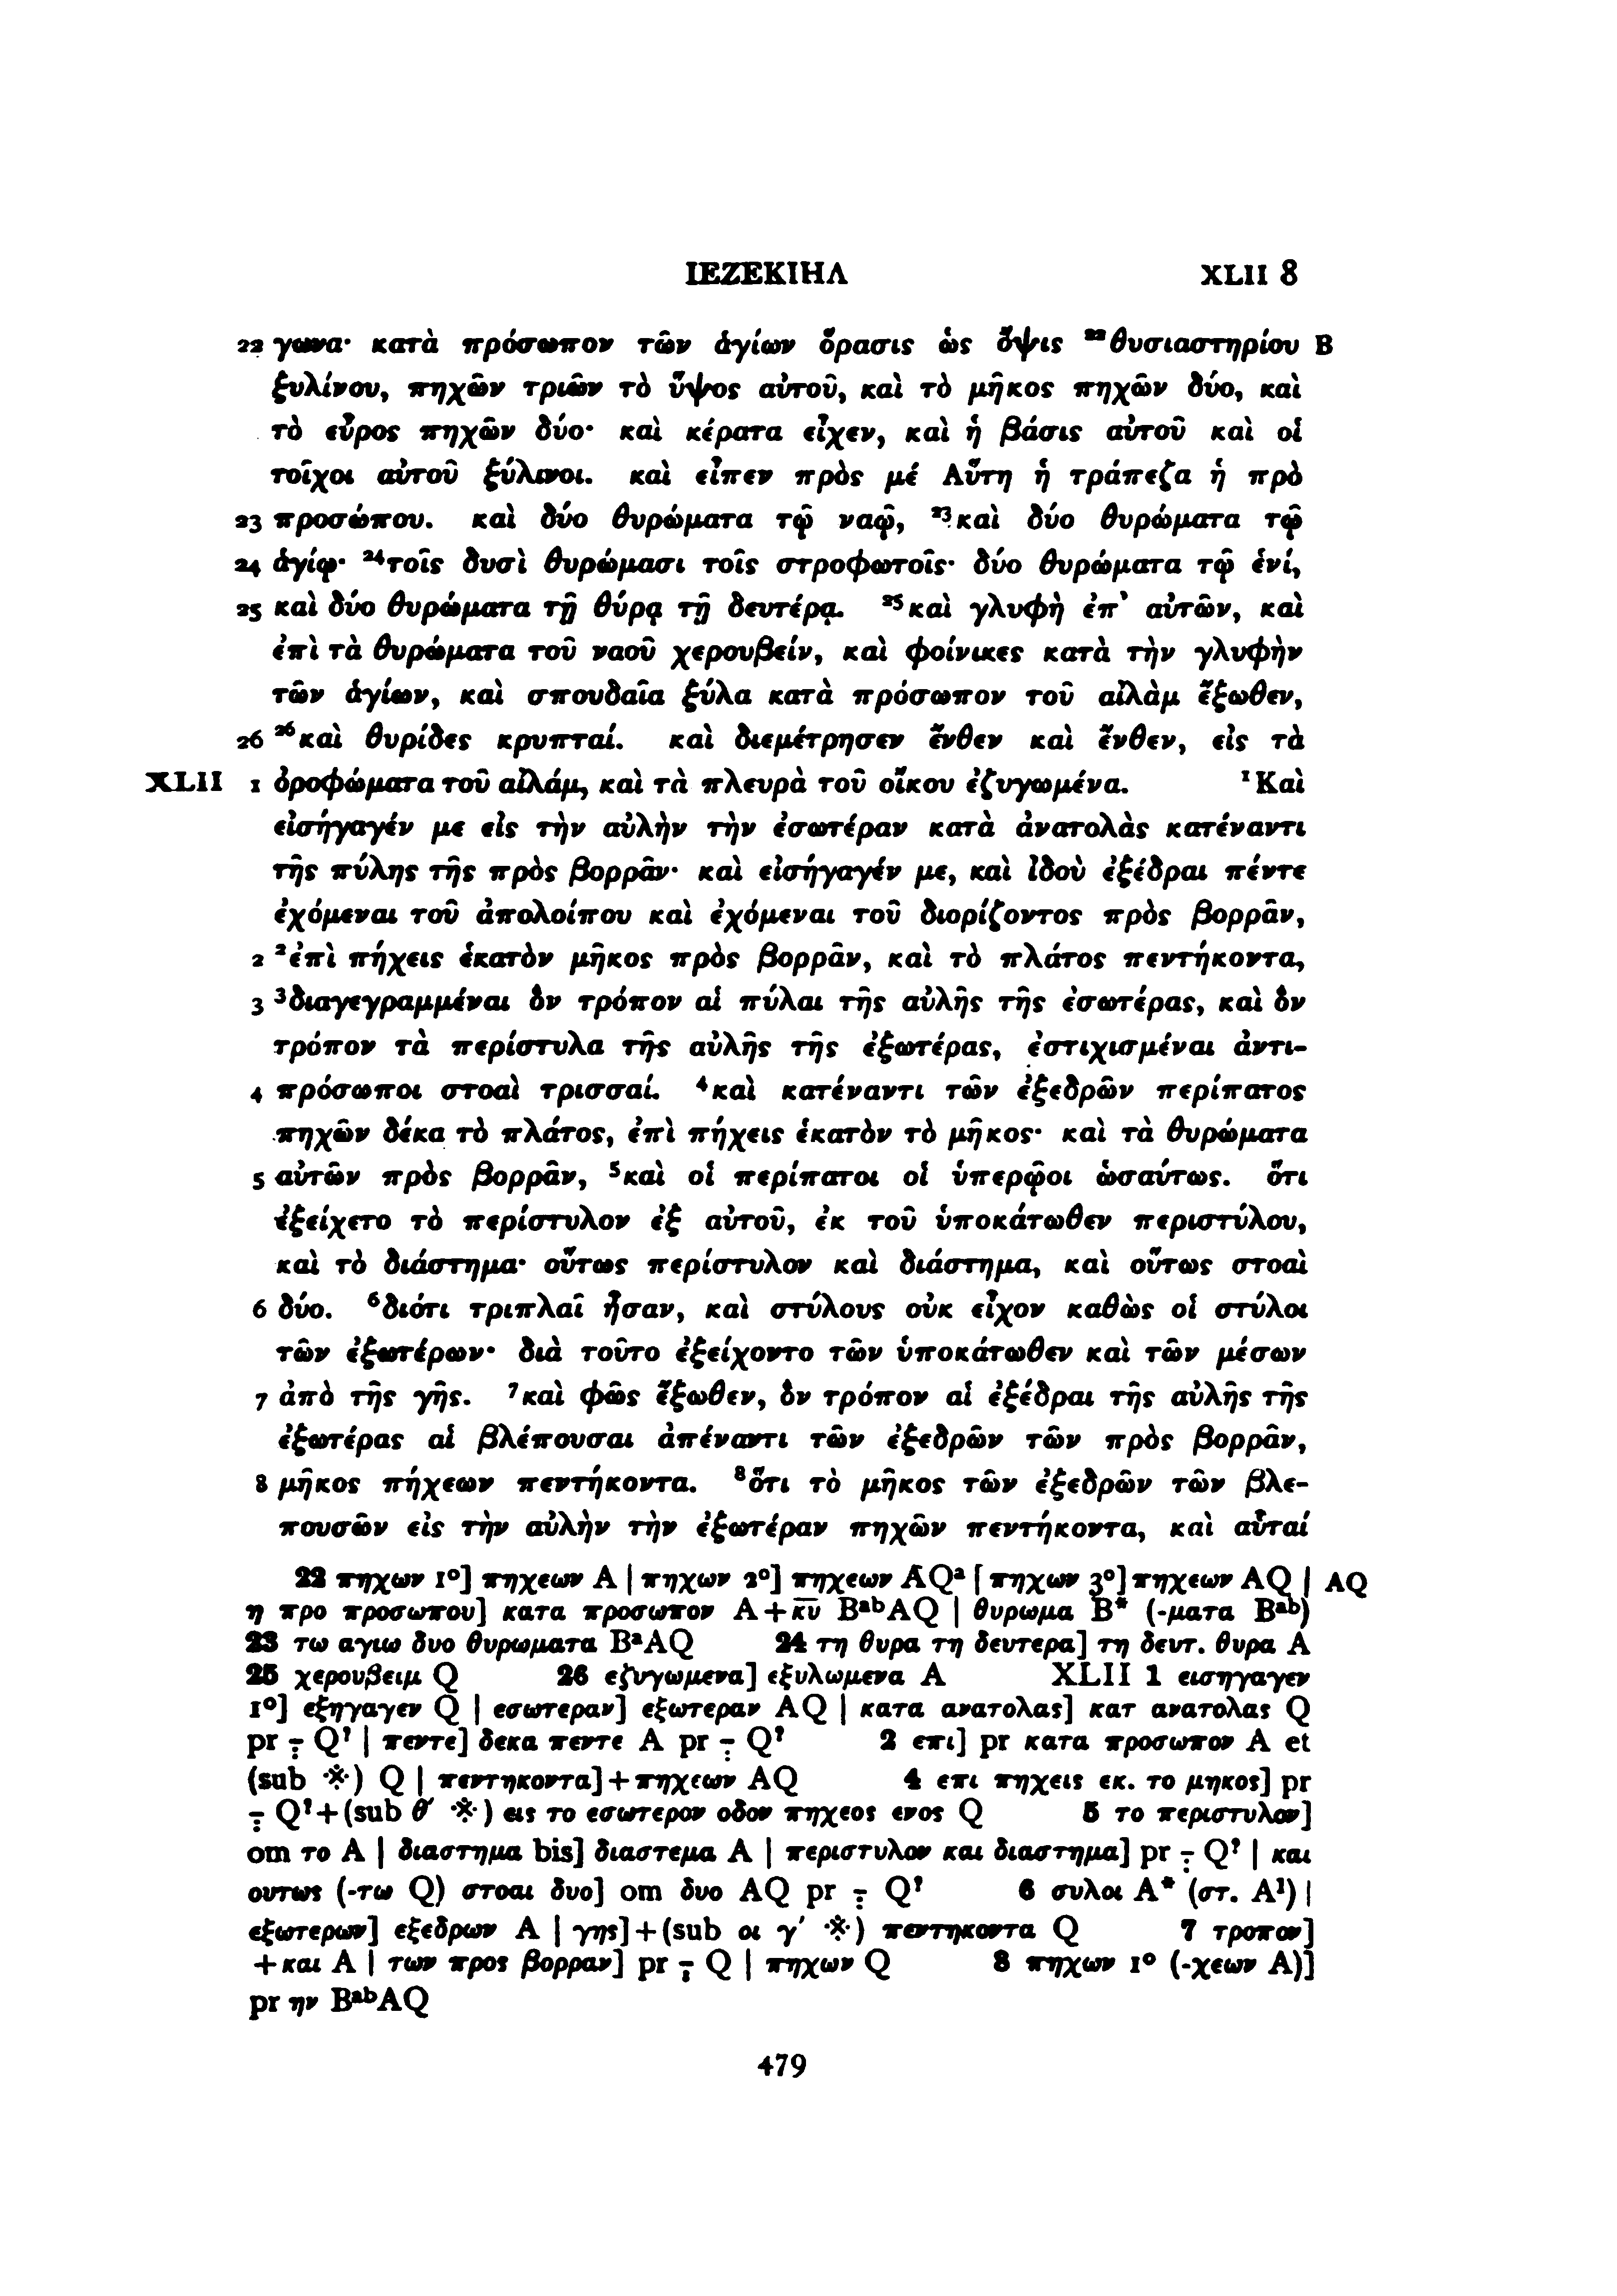 ΙΕΖΕΚΙΗΛ XLII 8
22 γωνα· κατὰ πρόσωπον τῶν ἁγίων ὅρασις ὡς ὄψις ²²θυσιαστηρίου B
ξυλίνου, πηχῶν τριῶν τὸ ὕψος αὐτοῦ, καὶ τὸ μῆκος πηχῶν δύο, καὶ
τὸ εὖρος πηχῶν δύο· καὶ κέρατα εἶχεν, καὶ ἡ βάσις αὐτοῦ καὶ οἱ
τοῖχοι αὐτοῦ ξύλινοι. καὶ εἶπεν πρὸς μέ Αὕτη ἡ τράπεζα ἡ πρὸ
23 προσώπου. καὶ δύο θυρώματα τῷ ναῷ, ²³καὶ δύο θυρώματα τῷ
24 ἁγίῳ· ²⁴τοῖς δυσὶ θυρώμασι τοῖς στροφωτοῖς· δύο θυρώματα τῷ ἑνί,
25 καὶ δύο θυρώματα τῇ θύρᾳ τῇ δευτέρᾳ. ²⁵καὶ γλυφὴ ἐπ᾽ αὐτῶν, καὶ
ἐπὶ τὰ θυρώματα τοῦ ναοῦ χερουβείν, καὶ φοίνικες κατὰ τὴν γλυφὴν
τῶν ἁγίων, καὶ σπουδαῖα ξύλα κατὰ πρόσωπον τοῦ αἰλὰμ ἔξωθεν,
26 ²⁶καὶ θυρίδες κρυπταί. καὶ διεμέτρησεν ἔνθεν καὶ ἔνθεν, εἰς τὰ
XLII 1 ὀροφώματα τοῦ αἰλάμ, καὶ τὰ πλευρὰ τοῦ οἴκου ἐζυγωμένα. ¹Καὶ
εἰσήγαγέν με εἰς τὴν αὐλὴν τὴν ἐσωτέραν κατὰ ἀνατολὰς κατέναντι
τῆς πύλης τῆς πρὸς βορρᾶν· καὶ εἰσήγαγέν με, καὶ ἰδοὺ ἐξέδραι πέντε
ἐχόμεναι τοῦ ἀπολοίπου καὶ ἐχόμεναι τοῦ διορίζοντος πρὸς βορρᾶν,
2 ²ἐπὶ πήχεις ἑκατὸν μῆκος πρὸς βορρᾶν, καὶ τὸ πλάτος πεντήκοντα,
3 ³διαγεγραμμέναι ὃν τρόπον αἱ πύλαι τῆς αὐλῆς τῆς ἐσωτέρας, καὶ ὃν
τρόπον τὰ περίστυλα τῆς αὐλῆς τῆς ἐξωτέρας, ἐστιχισμέναι ἀντι-
4 πρόσωποι στοαὶ τρισσαί. ⁴καὶ κατέναντι τῶν ἐξεδρῶν περίπατος
πηχῶν δέκα τὸ πλάτος, ἐπὶ πήχεις ἑκατὸν τὸ μῆκος· καὶ τὰ θυρώματα
5 αὐτῶν πρὸς βορρᾶν, ⁵καὶ οἱ περίπατοι οἱ ὑπερῷοι ὡσαύτως. ὅτι
ἐξείχετο τὸ περίστυλον ἐξ αὐτοῦ, ἐκ τοῦ ὑποκάτωθεν περιστύλου,
καὶ τὸ διάστημα· οὕτως περίστυλον καὶ διάστημα, καὶ οὕτως στοαὶ
6 δύο. ⁶διότι τριπλαῖ ἦσαν, καὶ στύλους οὐκ εἶχον καθὼς οἱ στύλοι
τῶν ἐξωτέρων· διὰ τοῦτο ἐξείχοντο τῶν ὑποκάτωθεν καὶ τῶν μέσων
7 ἀπὸ τῆς γῆς. ⁷καὶ φῶς ἔξωθεν, ὃν τρόπον αἱ ἐξέδραι τῆς αὐλῆς τῆς
ἐξωτέρας αἱ βλέπουσαι ἀπέναντι τῶν ἐξεδρῶν τῶν πρὸς βορρᾶν,
8 μῆκος πήχεων πεντήκοντα. ⁸ὅτι τὸ μῆκος τῶν ἐξεδρῶν τῶν βλε-
πουσῶν εἰς τὴν αὐλὴν τὴν ἐξωτέραν πηχῶν πεντήκοντα, καὶ αὗταί
22 πηχων 1°] πηχεων A | πηχων 2°] πηχεων AQᵃ | πηχων 3°] πηχεων AQ | AQ
η προ προσωπου] κατα προσωπον A + κ̅υ̅ BᵃᵇAQ | θυρωμα B* (-ματα Bᵃᵇ)
23 τω αγιω δυο θυρωματα BᵃAQ 24 τη θυρα τη δευτερα] τη δευτ. θυρα A
25 χερουβειμ Q 26 εζυγωμενα] εξυλωμενα A XLII 1 εισηγαγεν
1°] εξηγαγεν Q | εσωτεραν] εξωτεραν AQ | κατα ανατολας] κατ ανατολας Q
pr ÷ Q? | πεντε] δεκα πεντε A pr ÷ Q? 2 επι] pr κατα προσωπον A et
(sub ※) Q | πεντηκοντα] + πηχεων AQ 4 επι πηχεις εκ. το μηκος] pr
÷ Q? + (sub θ′ ※) εις το εσωτερον οδον πηχεος ενος Q 5 το περιστυλον]
om το A | διαστημα bis] διαστεμα A | περιστυλον και διαστημα] pr ÷ Q? | και
ουτως (-τω Q) στοαι δυο] om δυο AQ pr ÷ Q? 6 συλοι A* (στ. A¹) |
εξωτερων] εξεδρων A | γης] + (sub οι γ′ ※) πεντηκοντα Q 7 τροπον]
+ και A | των προς βορραν] pr ÷ Q | πηχων Q 8 πηχων 1° (-χεων A)]
pr ην BᵃᵇAQ
479